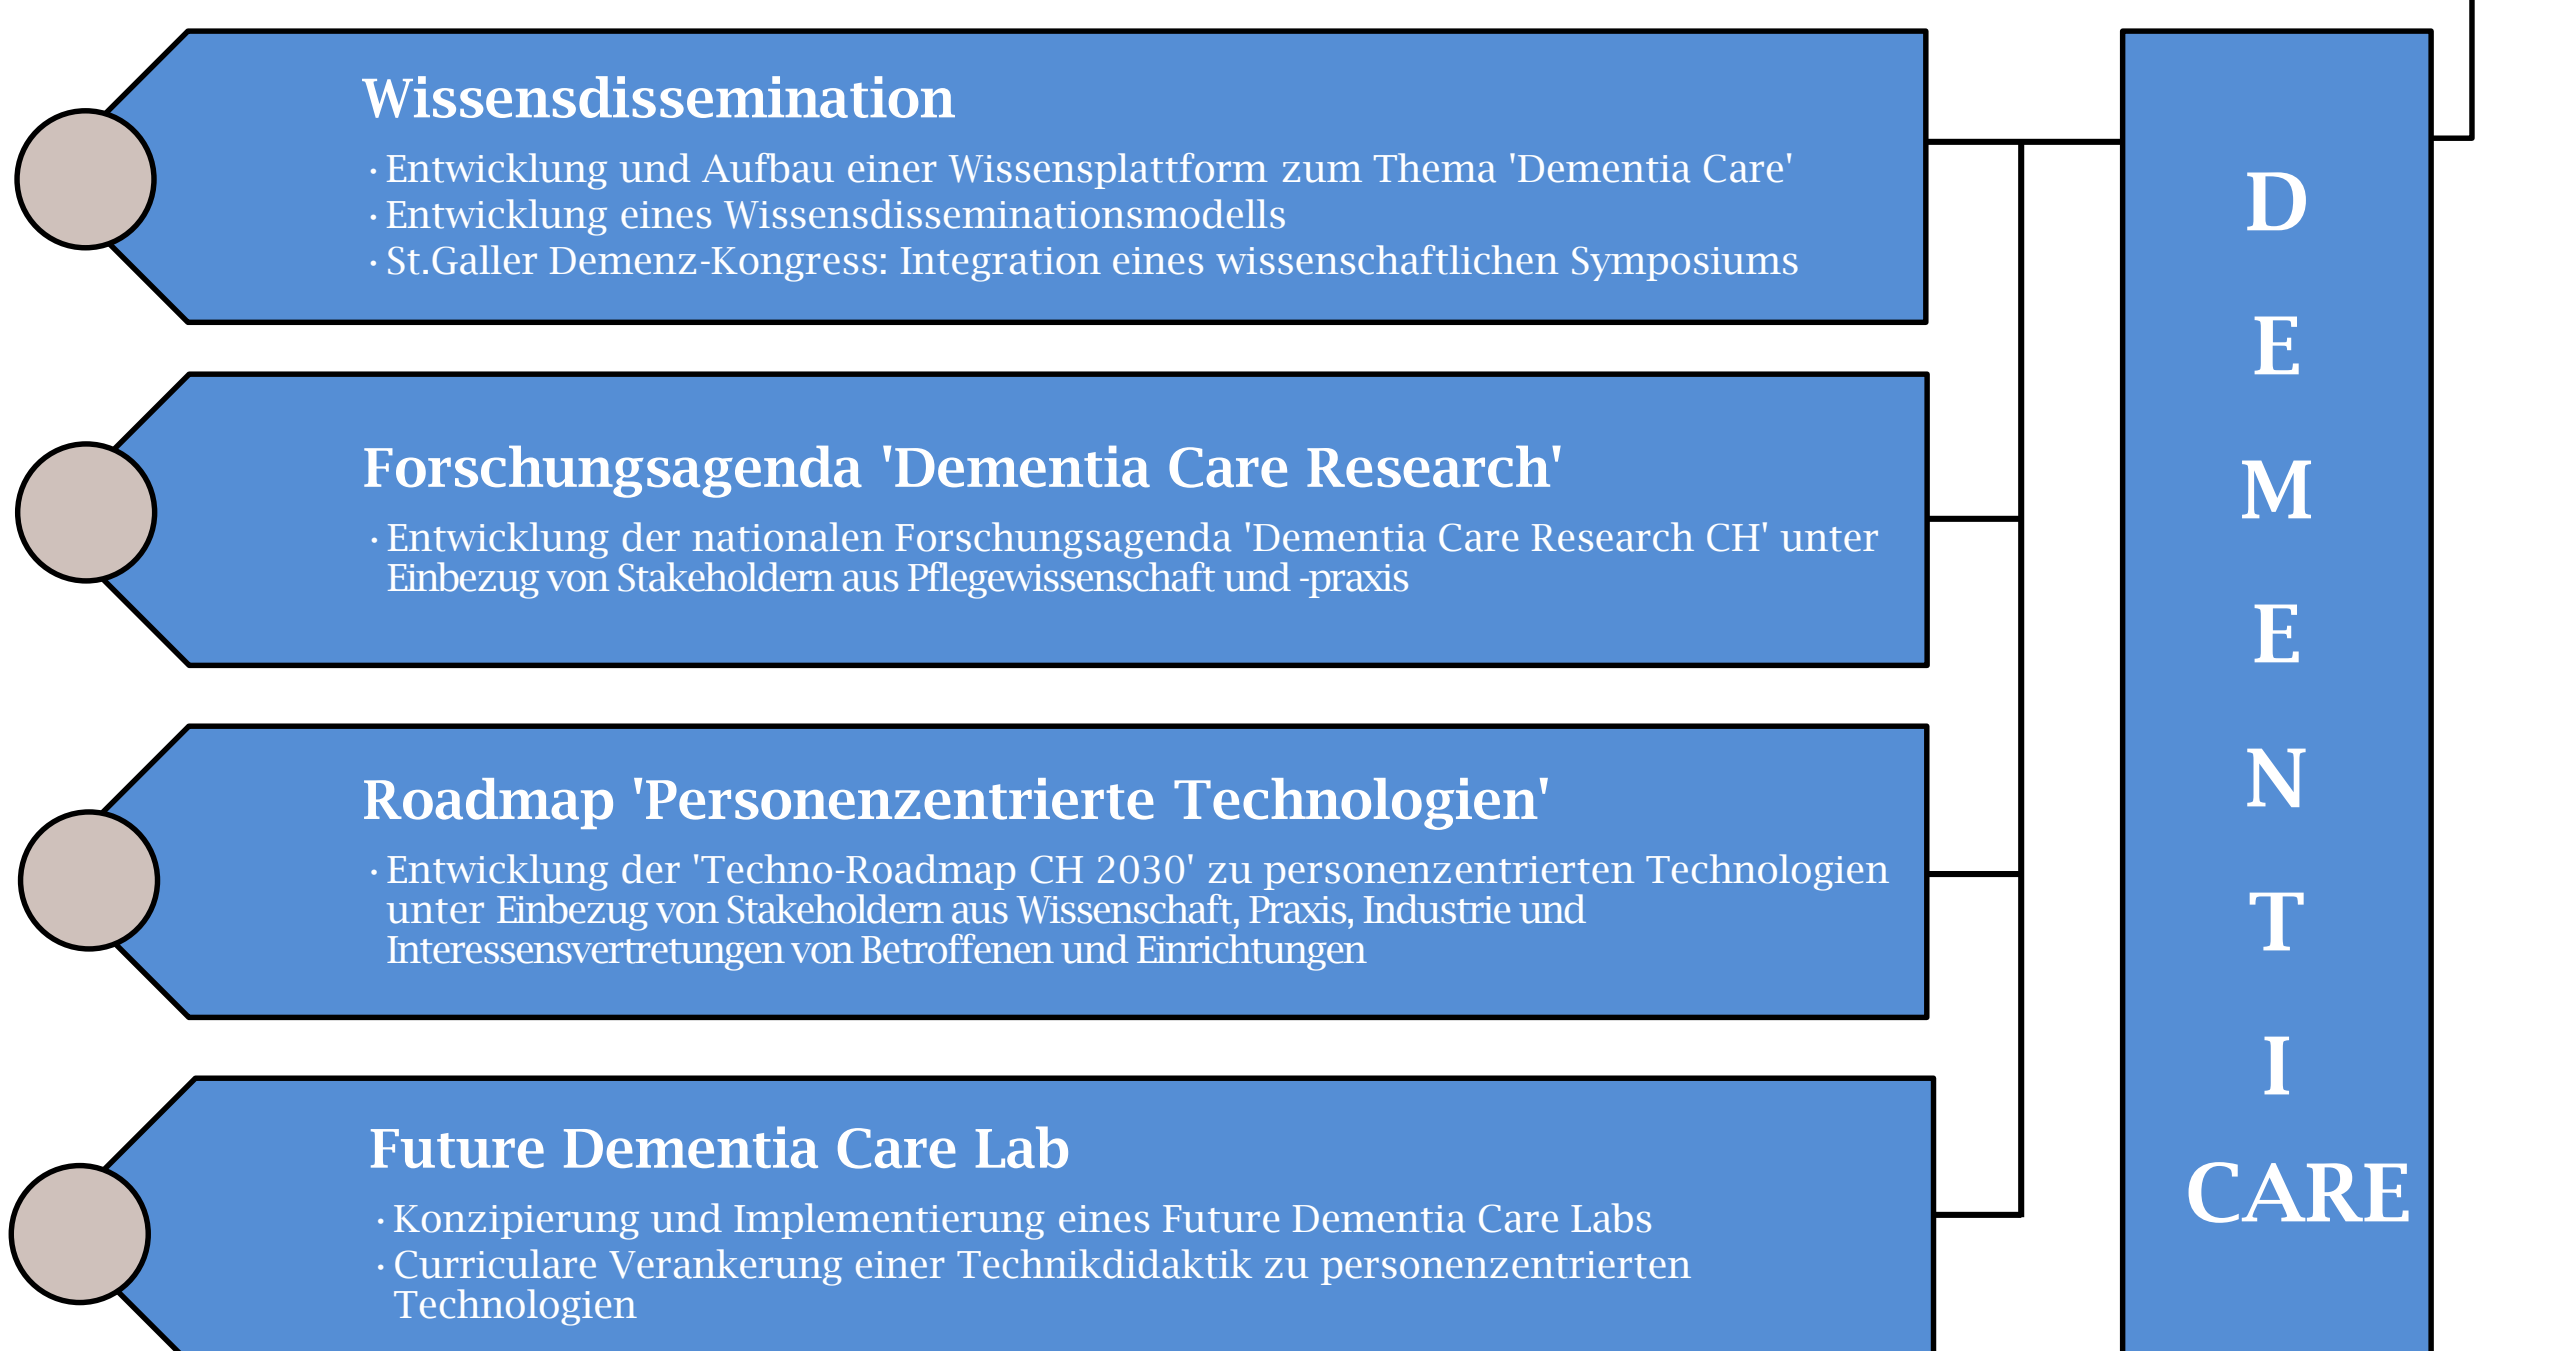 Wissensdissemination
· Entwicklung und Aufbau einer Wissensplattform zum Thema 'Dementia Care'
· Entwicklung eines Wissensdisseminationsmodells
· St.Galler Demenz-Kongress: Integration eines wissenschaftlichen Symposiums
Forschungsagenda 'Dementia Care Research'
· Entwicklung der nationalen Forschungsagenda 'Dementia Care Research CH' unter
Einbezug von Stakeholdern aus Pflegewissenschaft und -praxis
Roadmap 'Personenzentrierte Technologien'
· Entwicklung der 'Techno-Roadmap CH 2030' zu personenzentrierten Technologien
unter Einbezug von Stakeholdern aus Wissenschaft, Praxis, Industrie und
Interessensvertretungen von Betroffenen und Einrichtungen
Future Dementia Care Lab
· Konzipierung und Implementierung eines Future Dementia Care Labs
· Curriculare Verankerung einer Technikdidaktik zu personenzentrierten
Technologien
D
E
M
E
N
T
I
CARE